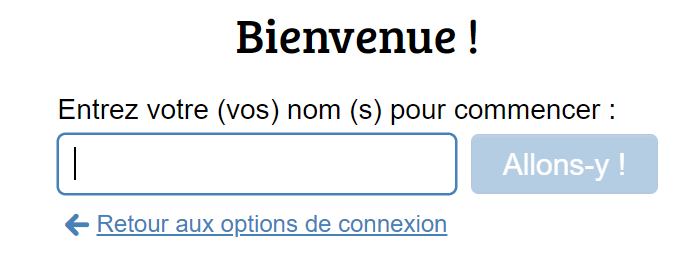 Bienvenue !
Entrez votre (vos) nom (s) pour commencer :
Allons-y !
Retour aux options de connexion